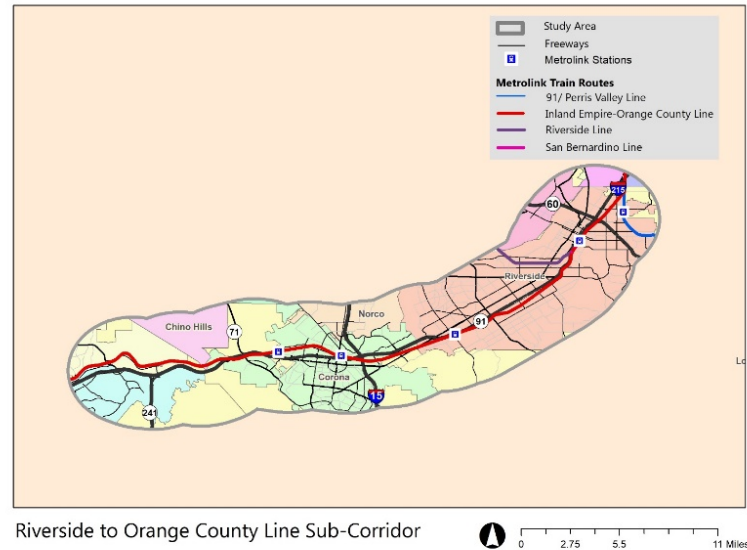 Study Area
Freeways
Metrolink Stations
Metrolink Train Routes
91/ Perris Valley Line
Inland Empire-Orange County Line
Riverside Line
San Bernardino Line
215
60
Riverside
Norco
Chino Hills
71
91
Lo
Corona
15
241
Riverside to Orange County Line Sub-Corridor
0 2.75 5.5 11 Miles